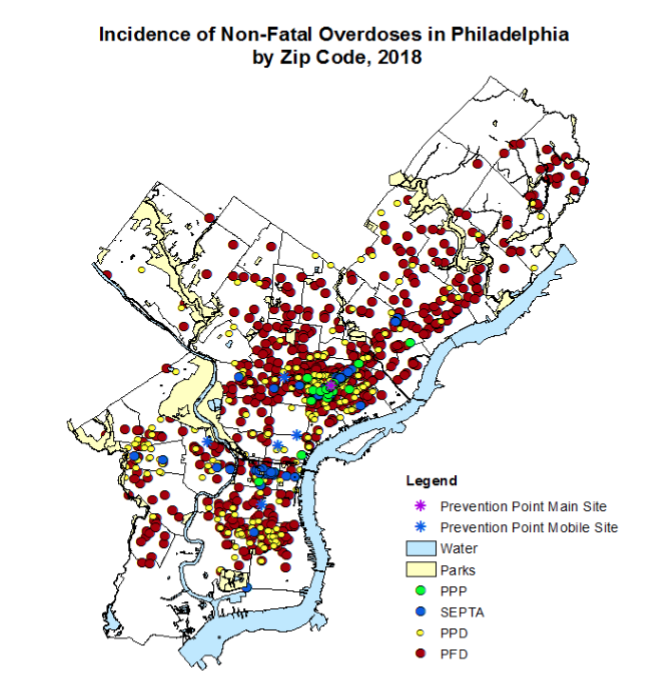 Incidence of Non-Fatal Overdoses in Philadelphia
by Zip Code, 2018
Legend
Prevention Point Main Site
Prevention Point Mobile Site
Water
Parks
PPP
SEPTA
PPD
PFD